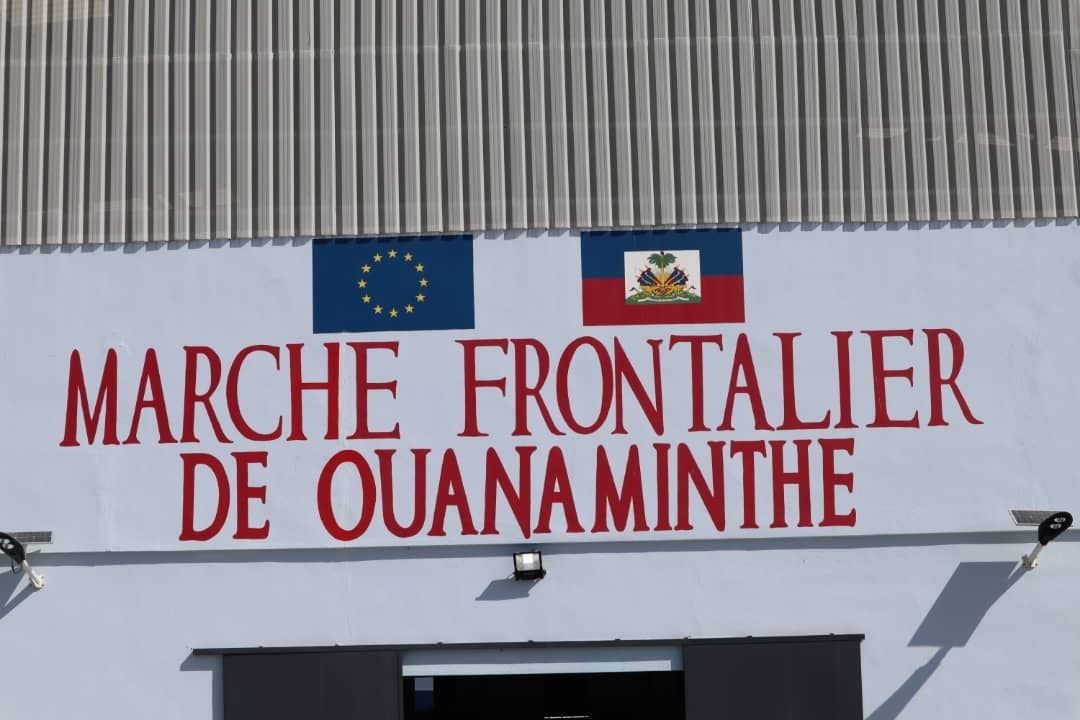 MARCHE FRONTALIER
DE OUANAMINTHE